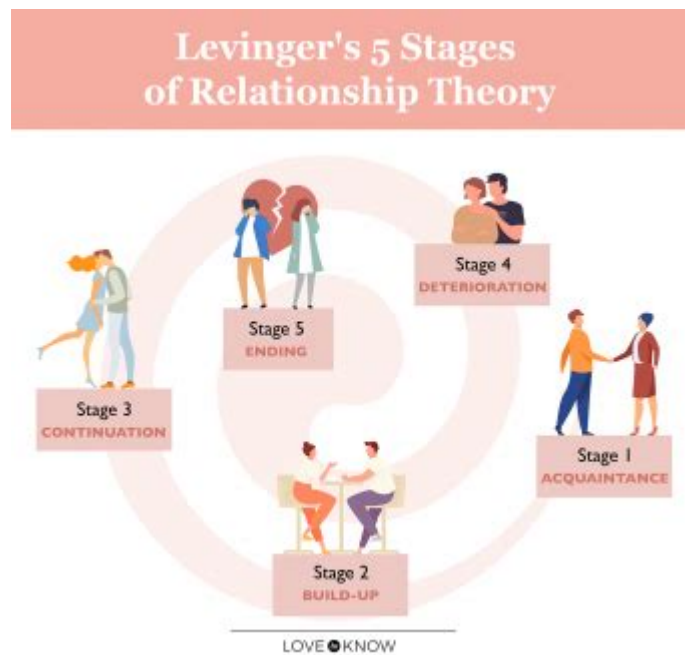 Levinger's 5 Stages
of Relationship Theory
Stage 1
ACQUAINTANCE
Stage 2
BUILD-UP
Stage 3
CONTINUATION
Stage 4
DETERIORATION
Stage 5
ENDING
LOVE to KNOW